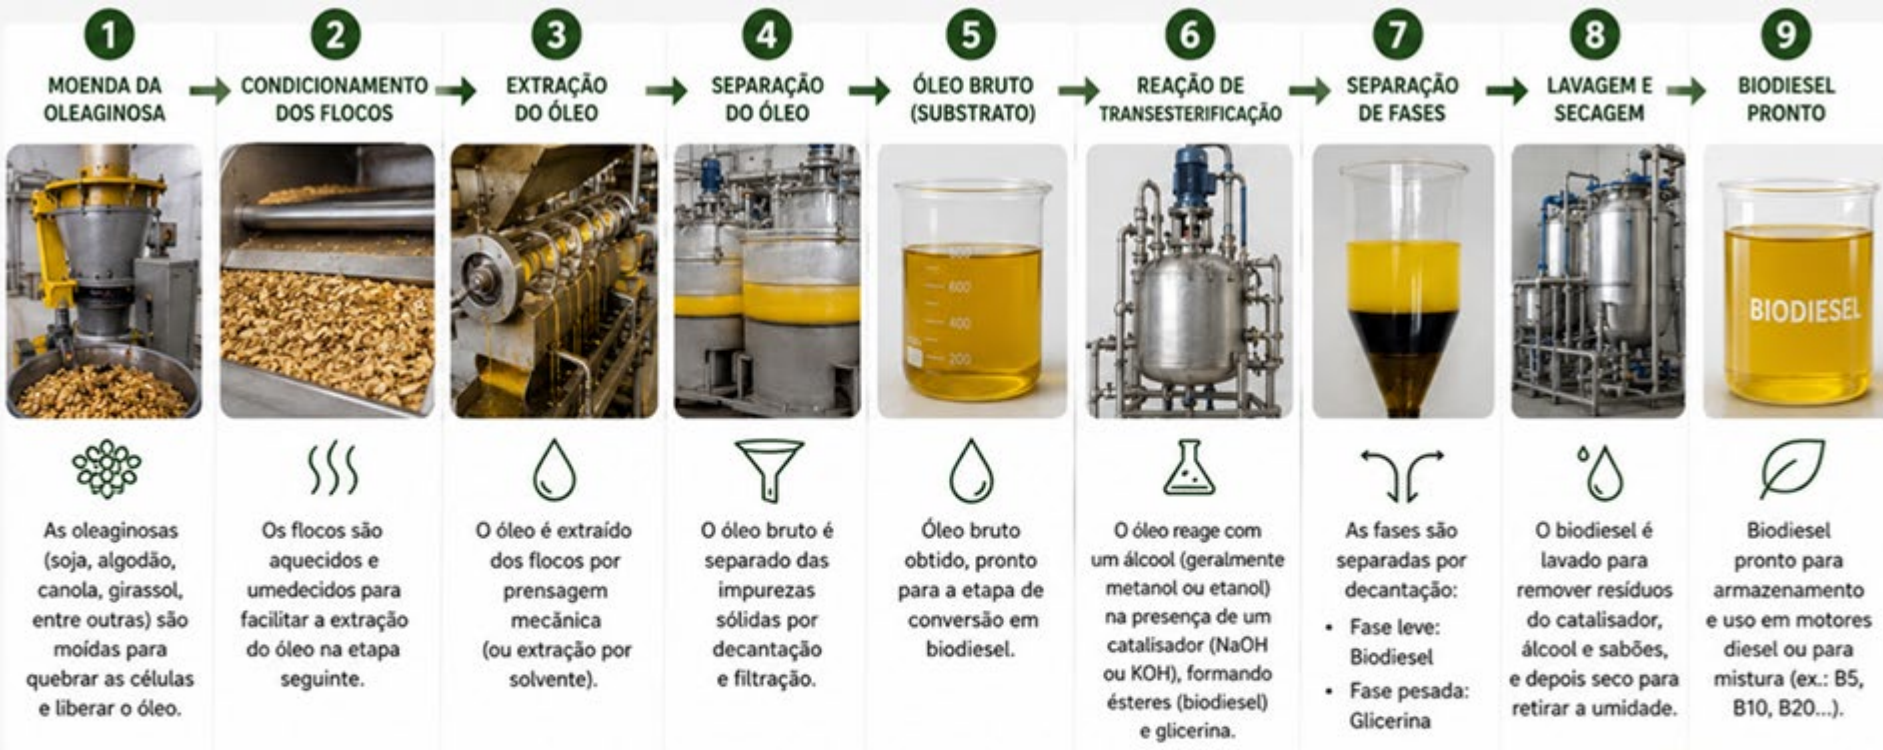 1
MOENDA DA
OLEAGINOSA
As oleaginosas
(soja, algodão,
canola, girassol,
entre outras) são
moídas para
quebrar as células
e liberar o óleo.
2
CONDICIONAMENTO
DOS FLOCOS
Os flocos são
aquecidos e
umedecidos para
facilitar a extração
do óleo na etapa
seguinte.
3
EXTRAÇÃO
DO ÓLEO
O óleo é extraído
dos flocos por
prensagem
mecânica
(ou extração por
solvente).
4
SEPARAÇÃO
DO ÓLEO
O óleo bruto é
separado das
impurezas
sólidas por
decantação
e filtração.
5
ÓLEO BRUTO
(SUBSTRATO)
600
400
200
Óleo bruto
obtido, pronto
para a etapa de
conversão em
biodiesel.
6
REAÇÃO DE
TRANSESTERIFICAÇÃO
O óleo reage com
um álcool (geralmente
metanol ou etanol)
na presença de um
catalisador (NaOH
ou KOH), formando
ésteres (biodiesel)
e glicerina.
7
SEPARAÇÃO
DE FASES
As fases são
separadas por
decantação:
• Fase leve:
Biodiesel
• Fase pesada:
Glicerina
8
LAVAGEM E
SECAGEM
O biodiesel é
lavado para
remover resíduos
do catalisador,
álcool e sabões,
e depois seco para
retirar a umidade.
9
BIODIESEL
PRONTO
BIODIESEL
Biodiesel
pronto para
armazenamento
e uso em motores
diesel ou para
mistura (ex.: B5,
B10, B20...).